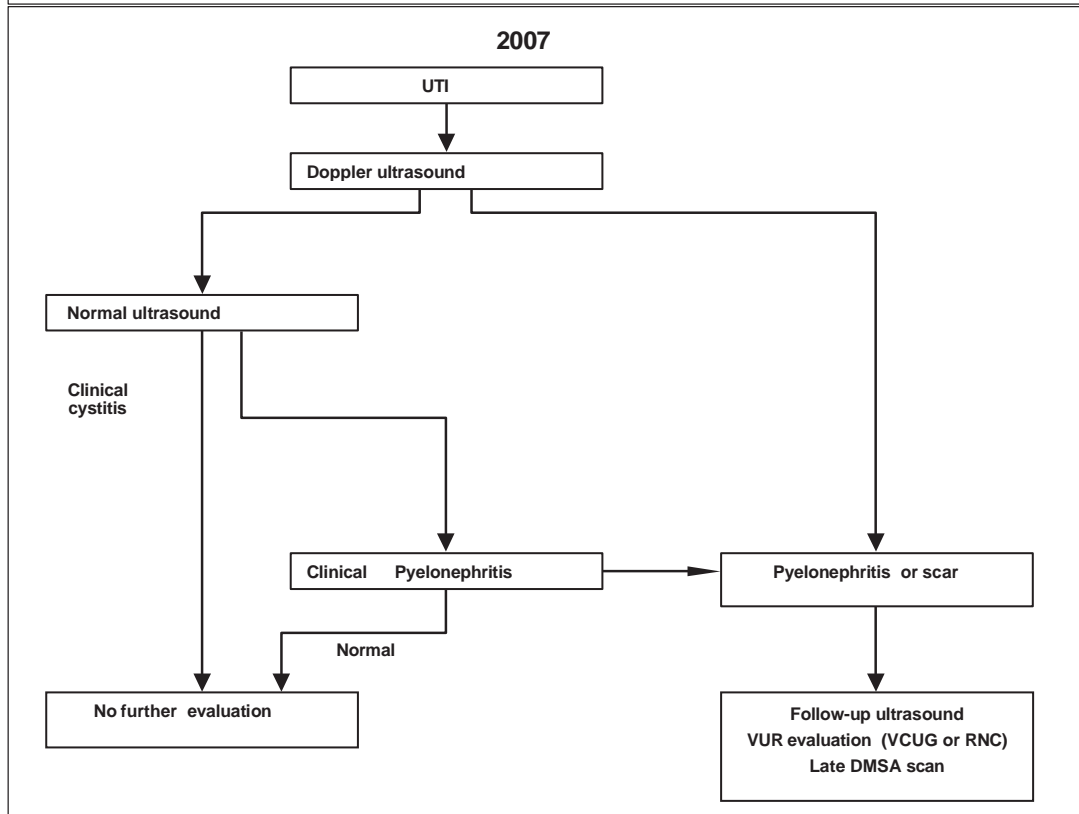 2007
UTI
Doppler ultrasound
Normal ultrasound
Clinical
cystitis
Clinical Pyelonephritis
Pyelonephritis or scar
Normal
No further evaluation
Follow-up ultrasound
VUR evaluation (VCUG or RNC)
Late DMSA scan